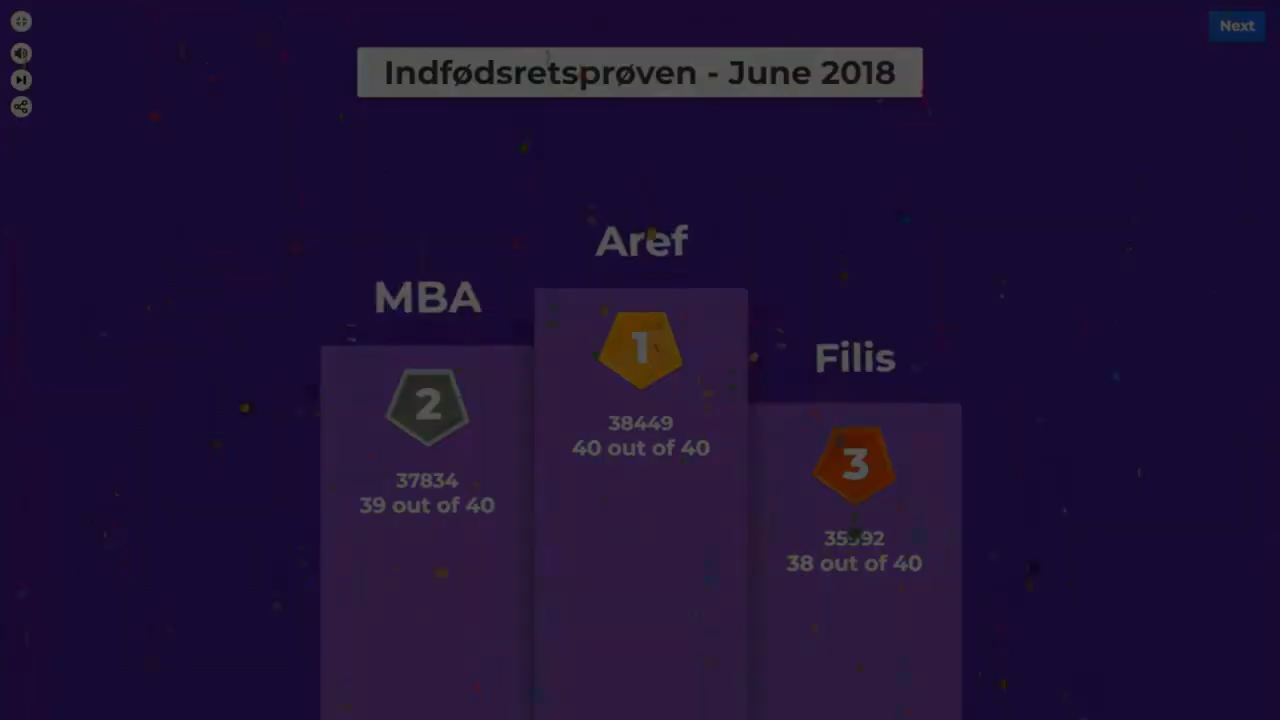 Next
Indfødsretsprøven - June 2018
Aref
MBA
Filis
1
38449
40 out of 40
2
37834
39 out of 40
3
38 out of 40